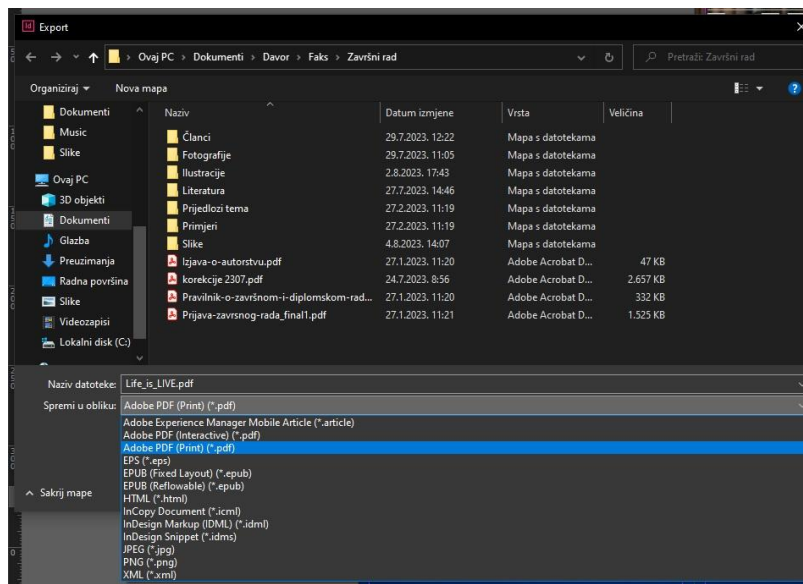 Id Export
Ovaj PC > Dokumenti > Davor > Faks > Završni rad
Pretraži: Završni rad
Organiziraj Nova mapa ?
Naziv Datum izmjene Vrsta Veličina
Dokumenti
Music
Slike
Ovaj PC
3D objekti
Dokumenti
Glazba
Preuzimanja
Radna površina
Slike
Videozapisi
Lokalni disk (C:)
Članci 29.7.2023. 12:22 Mapa s datotekama
Fotografije 29.7.2023. 11:05 Mapa s datotekama
Ilustracije 2.8.2023. 17:43 Mapa s datotekama
Literatura 27.7.2023. 14:46 Mapa s datotekama
Prijedlozi tema 27.2.2023. 11:19 Mapa s datotekama
Primjeri 27.2.2023. 11:19 Mapa s datotekama
Slike 4.8.2023. 14:07 Mapa s datotekama
Izjava-o-autorstvu.pdf 27.1.2023. 11:20 Adobe Acrobat D... 47 KB
korekcije 2307.pdf 24.7.2023. 8:56 Adobe Acrobat D... 2.657 KB
Pravilnik-o-završnom-i-diplomskom-rad... 27.1.2023. 11:20 Adobe Acrobat D... 332 KB
Prijava-zavrsnog-rada_final1.pdf 27.1.2023. 11:21 Adobe Acrobat D... 1.525 KB
Naziv datoteke: Life_is_LIVE.pdf
Spremi u obliku: Adobe PDF (Print) (*.pdf)
Adobe Experience Manager Mobile Article (*.article)
Adobe PDF (Interactive) (*.pdf)
Adobe PDF (Print) (*.pdf)
EPS (*.eps)
EPUB (Fixed Layout) (*.epub)
EPUB (Reflowable) (*.epub)
HTML (*.html)
InCopy Document (*.icml)
InDesign Markup (IDML) (*.idml)
InDesign Snippet (*.idms)
JPEG (*.jpg)
PNG (*.png)
XML (*.xml)
Sakrij mape